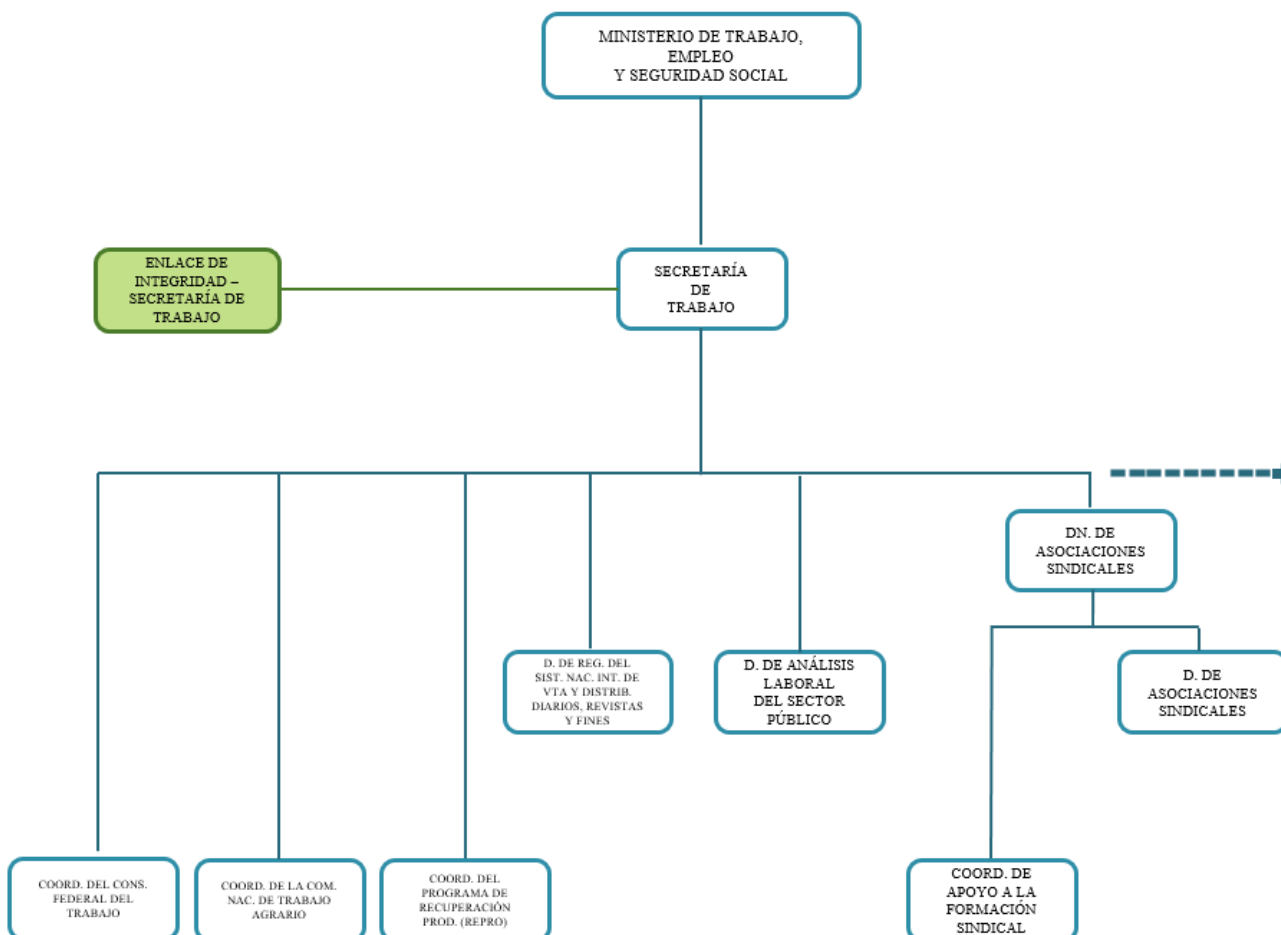 MINISTERIO DE TRABAJO,
EMPLEO
Y SEGURIDAD SOCIAL
ENLACE DE
INTEGRIDAD –
SECRETARÍA DE
TRABAJO
SECRETARÍA
DE
TRABAJO
DN. DE
ASOCIACIONES
SINDICALES
D. DE REG. DEL
SIST. NAC. INT. DE
VTA Y DISTRIB.
DIARIOS, REVISTAS
Y FINES
D. DE ANÁLISIS
LABORAL
DEL SECTOR
PÚBLICO
D. DE
ASOCIACIONES
SINDICALES
COORD. DEL CONS.
FEDERAL DEL
TRABAJO
COORD. DE LA COM.
NAC. DE TRABAJO
AGRARIO
COORD. DEL
PROGRAMA DE
RECUPERACIÓN
PROD. (REPRO)
COORD. DE
APOYO A LA
FORMACIÓN
SINDICAL